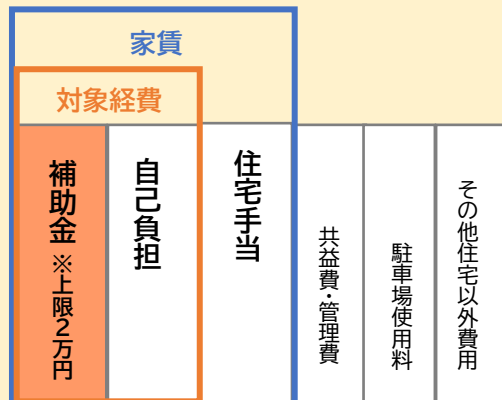 家賃
対象経費
補助金 ※上限2万円
自己負担
住宅手当
共益費・管理費
駐車場使用料
その他住宅以外費用